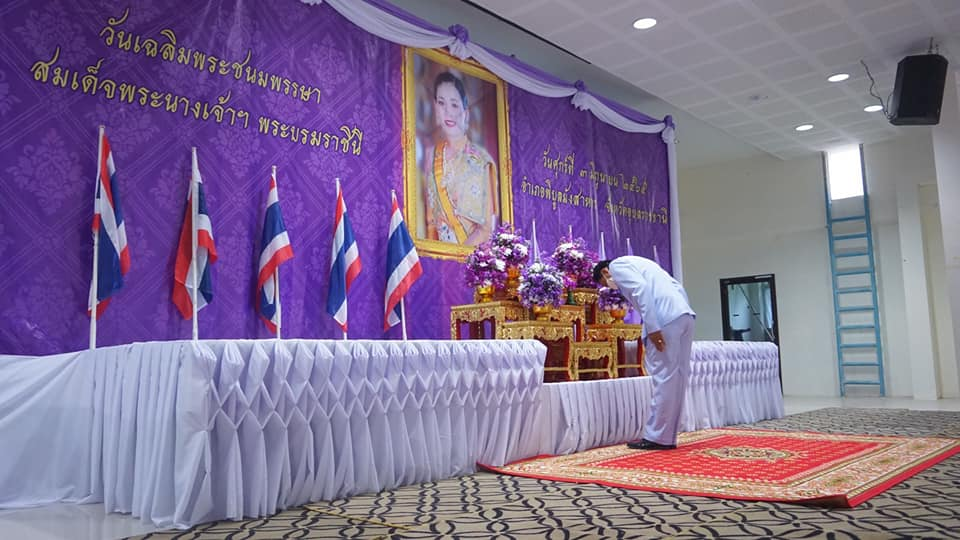 วันเฉลิมพระชนมพรรษา
สมเด็จพระนางเจ้าฯ พระบรมราชินี
วันศุกร์ที่ ๓ มิถุนายน ๒๕๖๕
อำเภอพิบูลมังสาหาร จังหวัดอุบลราชธานี